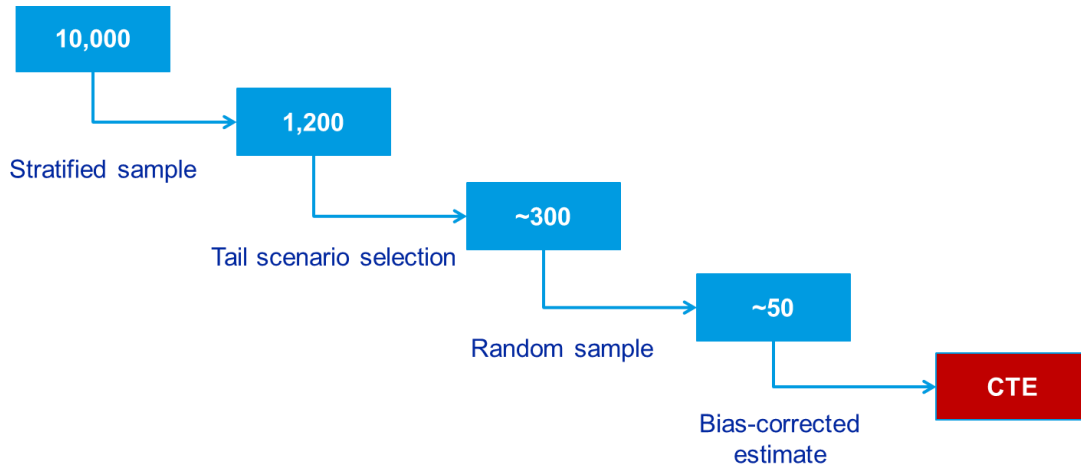 10,000
1,200
Stratified sample
~300
Tail scenario selection
~50
Random sample
CTE
Bias-corrected
estimate